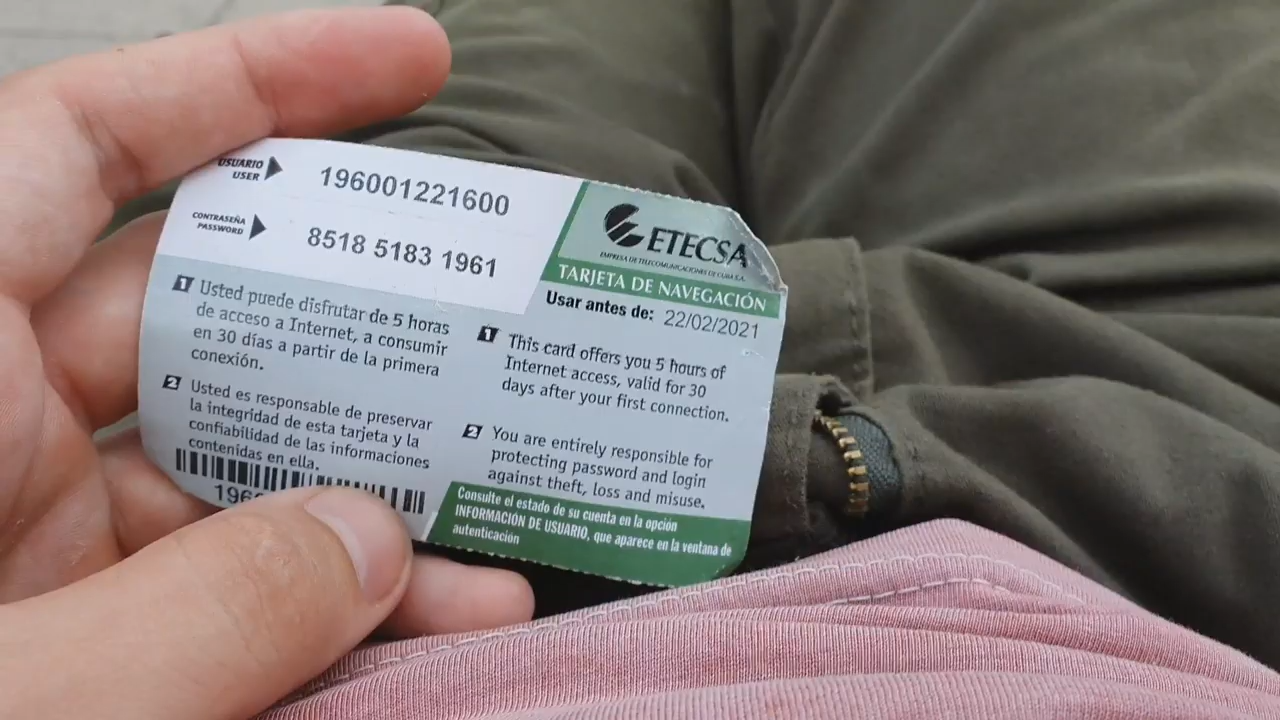 USUARIO
USER
196001221600
CONTRASEÑA
PASSWORD
8518 5183 1961
ETECSA
EMPRESA DE TELECOMUNICACIONES DE CUBA S.A.
TARJETA DE NAVEGACIÓN
Usar antes de: 22/02/2021
1 Usted puede disfrutar de 5 horas
de acceso a Internet, a consumir
en 30 días a partir de la primera
conexión.
2 Usted es responsable de preservar
la integridad de esta tarjeta y la
confiabilidad de las informaciones
contenidas en ella.
196
1 This card offers you 5 hours of
Internet access, valid for 30
days after your first connection.
2 You are entirely responsible for
protecting password and login
against theft, loss and misuse.
Consulte el estado de su cuenta en la opción
INFORMACIÓN DE USUARIO, que aparece en la ventana de
autenticación